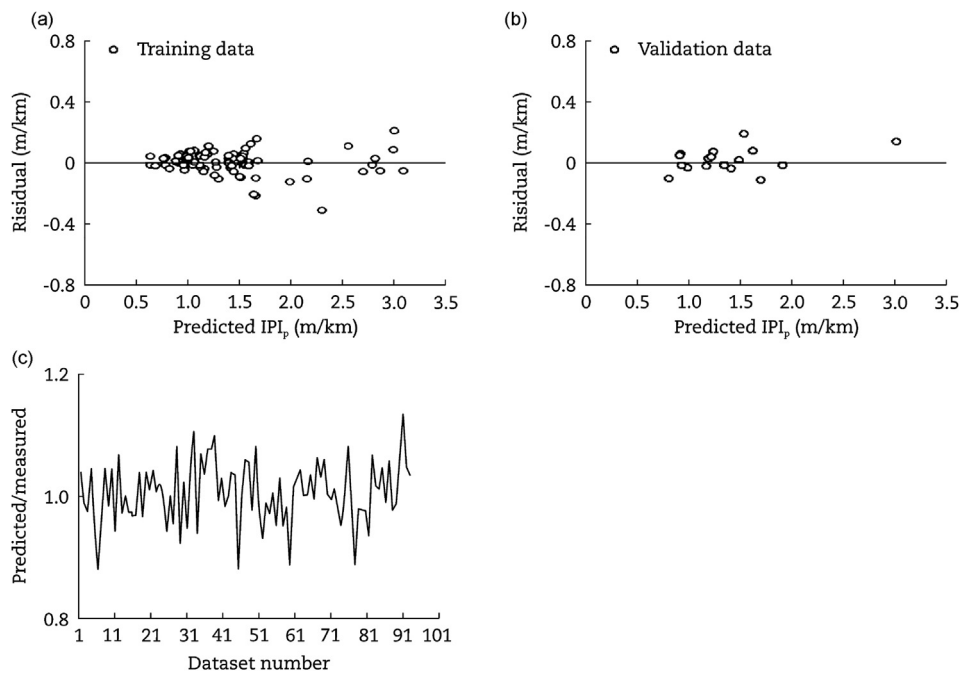 (a)
0.8
Training data
0.4
0
-0.4
-0.8
Risidual (m/km)
0 0.5 1.0 1.5 2.0 2.5 3.0 3.5
Predicted IPIp (m/km)
(b)
0.8
Validation data
0.4
0
-0.4
-0.8
Risidual (m/km)
0 0.5 1.0 1.5 2.0 2.5 3.0 3.5
Predicted IPIp (m/km)
(c)
1.2
1.0
0.8
Predicted/measured
1 11 21 31 41 51 61 71 81 91 101
Dataset number